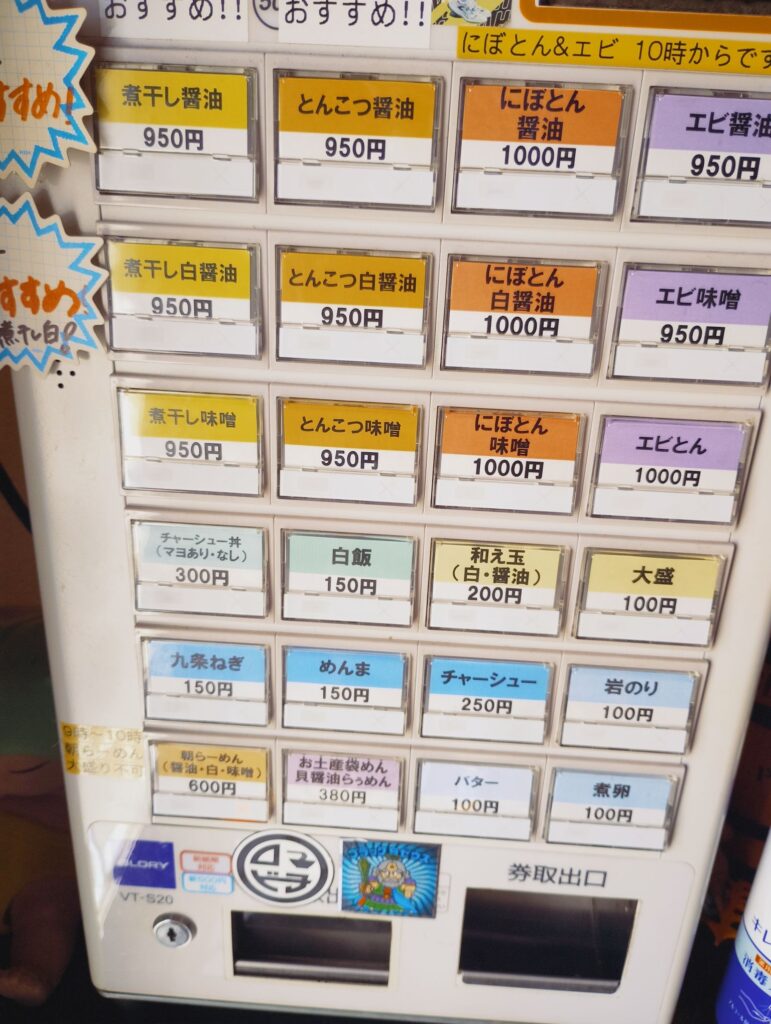 おすすめ!!
おすすめ!!
にぼとん&エビ 10時からです
すすめ!
煮干し醤油
950円
とんこつ醤油
950円
にぼとん
醤油
1000円
エビ醤油
950円
すすめ
煮干し白!
煮干し白醤油
950円
とんこつ白醤油
950円
にぼとん
白醤油
1000円
エビ味噌
950円
煮干し味噌
950円
とんこつ味噌
950円
にぼとん
味噌
1000円
エビとん
1000円
チャーシュー丼
(マヨあり・なし)
300円
白飯
150円
和え玉
(白・醤油)
200円
大盛
100円
九条ねぎ
150円
めんま
150円
チャーシュー
250円
岩のり
100円
9時〜10時
朝らーめん
大盛り不可
朝らーめん
(醤油・白・味噌)
600円
お土産袋めん
貝醤油らぅめん
380円
バター
100円
煮卵
100円
GLORY
VT-S20
券取出口
消毒